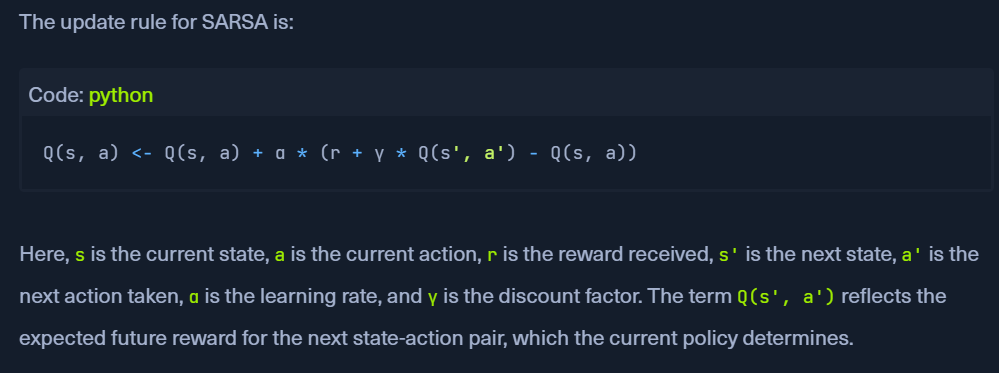 The update rule for SARSA is:
Code: python
Q(s, a) <- Q(s, a) + α * (r + γ * Q(s', a') - Q(s, a))
Here, s is the current state, a is the current action, r is the reward received, s' is the next state, a' is the
next action taken, α is the learning rate, and γ is the discount factor. The term Q(s', a') reflects the
expected future reward for the next state-action pair, which the current policy determines.